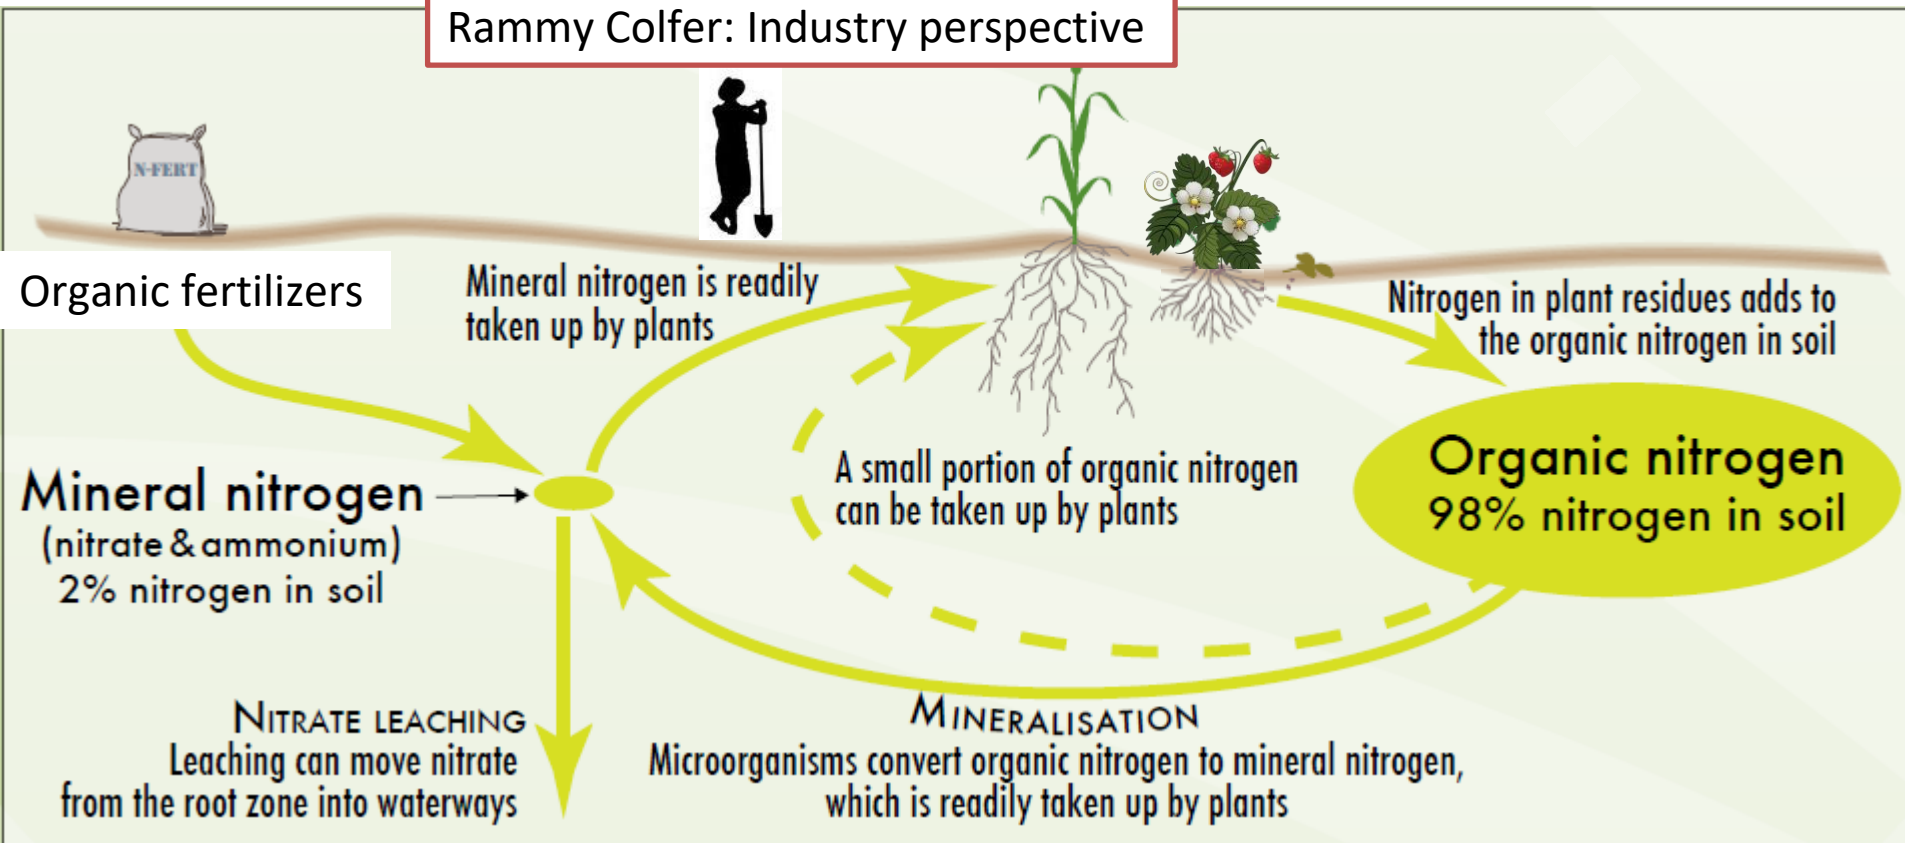 Rammy Colfer: Industry perspective
N-FERT
Organic fertilizers
Mineral nitrogen is readily
taken up by plants
Nitrogen in plant residues adds to
the organic nitrogen in soil
Mineral nitrogen
(nitrate & ammonium)
2% nitrogen in soil
A small portion of organic nitrogen
can be taken up by plants
Organic nitrogen
98% nitrogen in soil
NITRATE LEACHING
Leaching can move nitrate
from the root zone into waterways
MINERALISATION
Microorganisms convert organic nitrogen to mineral nitrogen,
which is readily taken up by plants